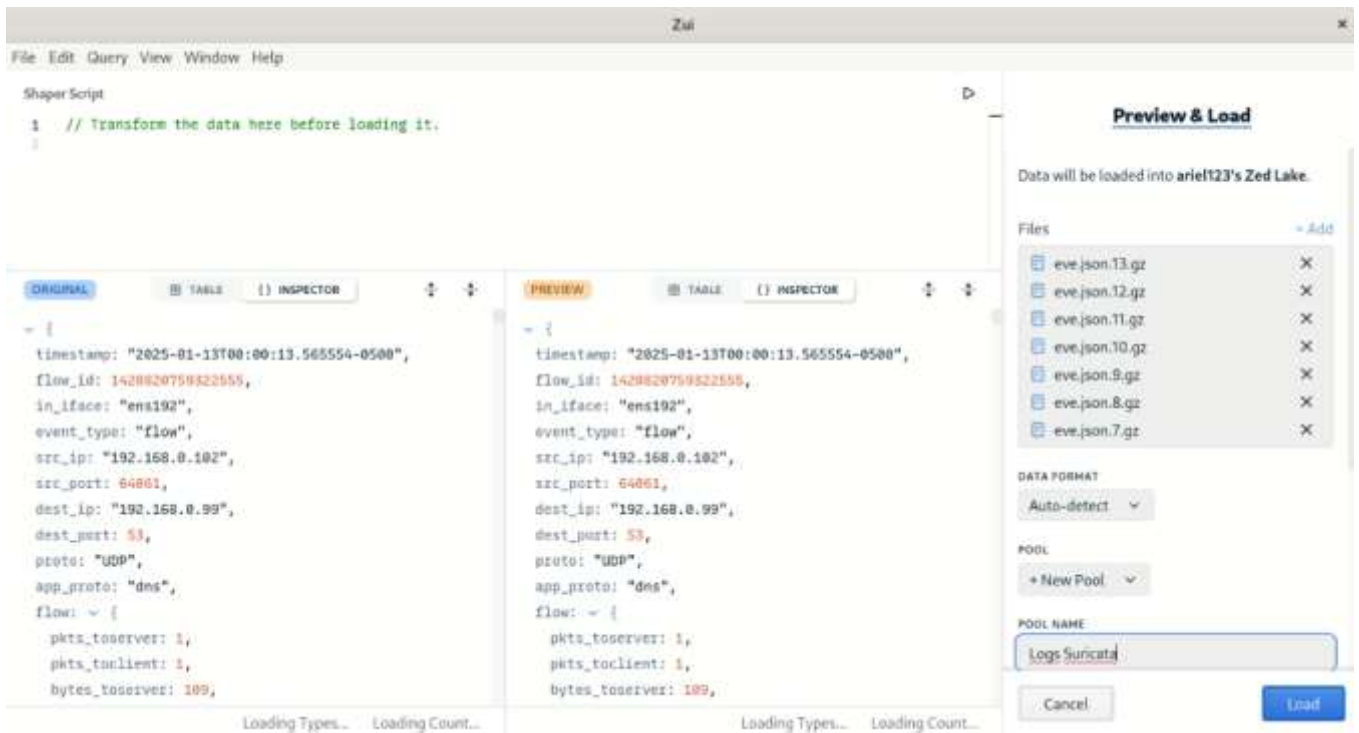 Zui
File Edit Query View Window Help
Shaper Script
1 // Transform the data here before loading it.
2
ORIGINAL TABLE {} INSPECTOR
{
timestamp: "2025-01-13T00:00:13.565554-0500",
flow_id: 1428820759322555,
in_iface: "ens192",
event_type: "flow",
src_ip: "192.168.0.102",
src_port: 64061,
dest_ip: "192.168.0.99",
dest_port: 53,
proto: "UDP",
app_proto: "dns",
flow: {
pkts_toserver: 1,
pkts_toclient: 1,
bytes_toserver: 109,
Loading Types... Loading Count...
PREVIEW TABLE {} INSPECTOR
{
timestamp: "2025-01-13T00:00:13.565554-0500",
flow_id: 1428820759322555,
in_iface: "ens192",
event_type: "flow",
src_ip: "192.168.0.102",
src_port: 64061,
dest_ip: "192.168.0.99",
dest_port: 53,
proto: "UDP",
app_proto: "dns",
flow: {
pkts_toserver: 1,
pkts_toclient: 1,
bytes_toserver: 109,
Loading Types... Loading Count...
Preview & Load
Data will be loaded into ariel123's Zed Lake.
Files + Add
eve.json.13.gz
eve.json.12.gz
eve.json.11.gz
eve.json.10.gz
eve.json.9.gz
eve.json.8.gz
eve.json.7.gz
DATA FORMAT
Auto-detect
POOL
+ New Pool
POOL NAME
Logs Suricata
Cancel Load